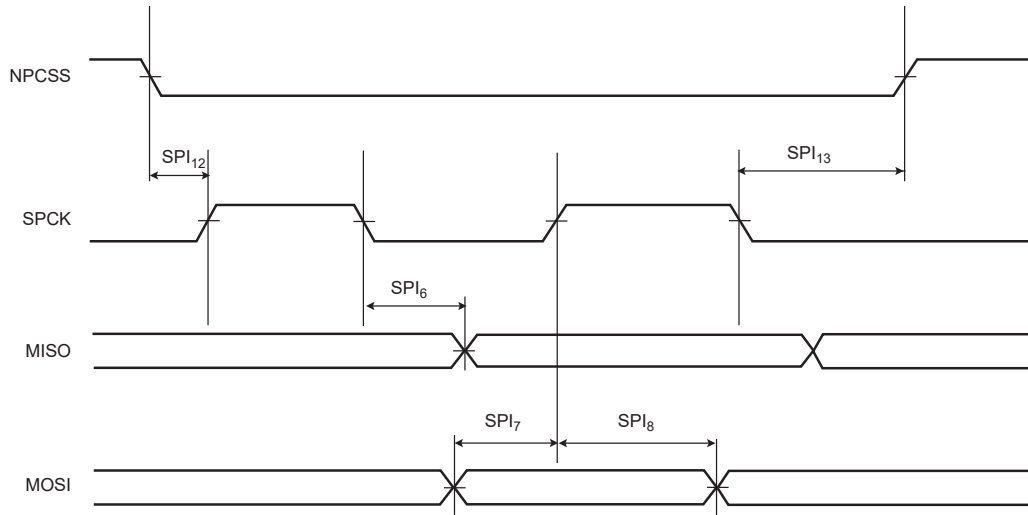 NPCSS
SPI₁₂
SPI₁₃
SPCK
SPI₆
MISO
SPI₇
SPI₈
MOSI